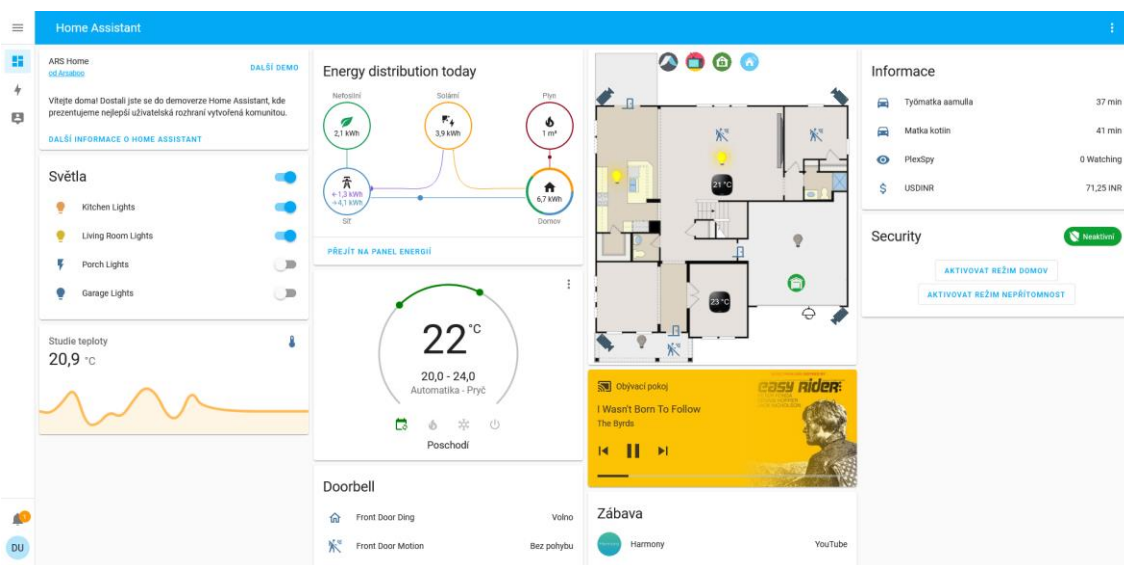 Home Assistant
ARS Home
od Arsaboo
DALŠÍ DEMO
Vítejte doma! Dostali jste se do demoverze Home Assistant, kde
prezentujeme nejlepší uživatelská rozhraní vytvořená komunitou.
DALŠÍ INFORMACE O HOME ASSISTANT
Světla
Kitchen Lights
Living Room Lights
Porch Lights
Garage Lights
Studie teploty
20,9 °C
Energy distribution today
Nefosilní
Solární
Plyn
2,1 kWh
3,9 kWh
1 m³
←1,3 kWh
→4,1 kWh
6,7 kWh
Síť
Domov
PŘEJÍT NA PANEL ENERGIÍ
22 °C
20,0 - 24,0
Automatika - Pryč
Poschodí
Doorbell
Front Door Ding
Volno
Front Door Motion
Bez pohybu
21 °C
23 °C
Obývací pokoj
easy RideR
I Wasn't Born To Follow
The Byrds
Zábava
Harmony
YouTube
Informace
Työmatka aamulla
37 min
Matka kotiin
41 min
PlexSpy
0 Watching
USDINR
71,25 INR
Security
Neaktivní
AKTIVOVAT REŽIM DOMOV
AKTIVOVAT REŽIM NEPŘÍTOMNOST
1
DU